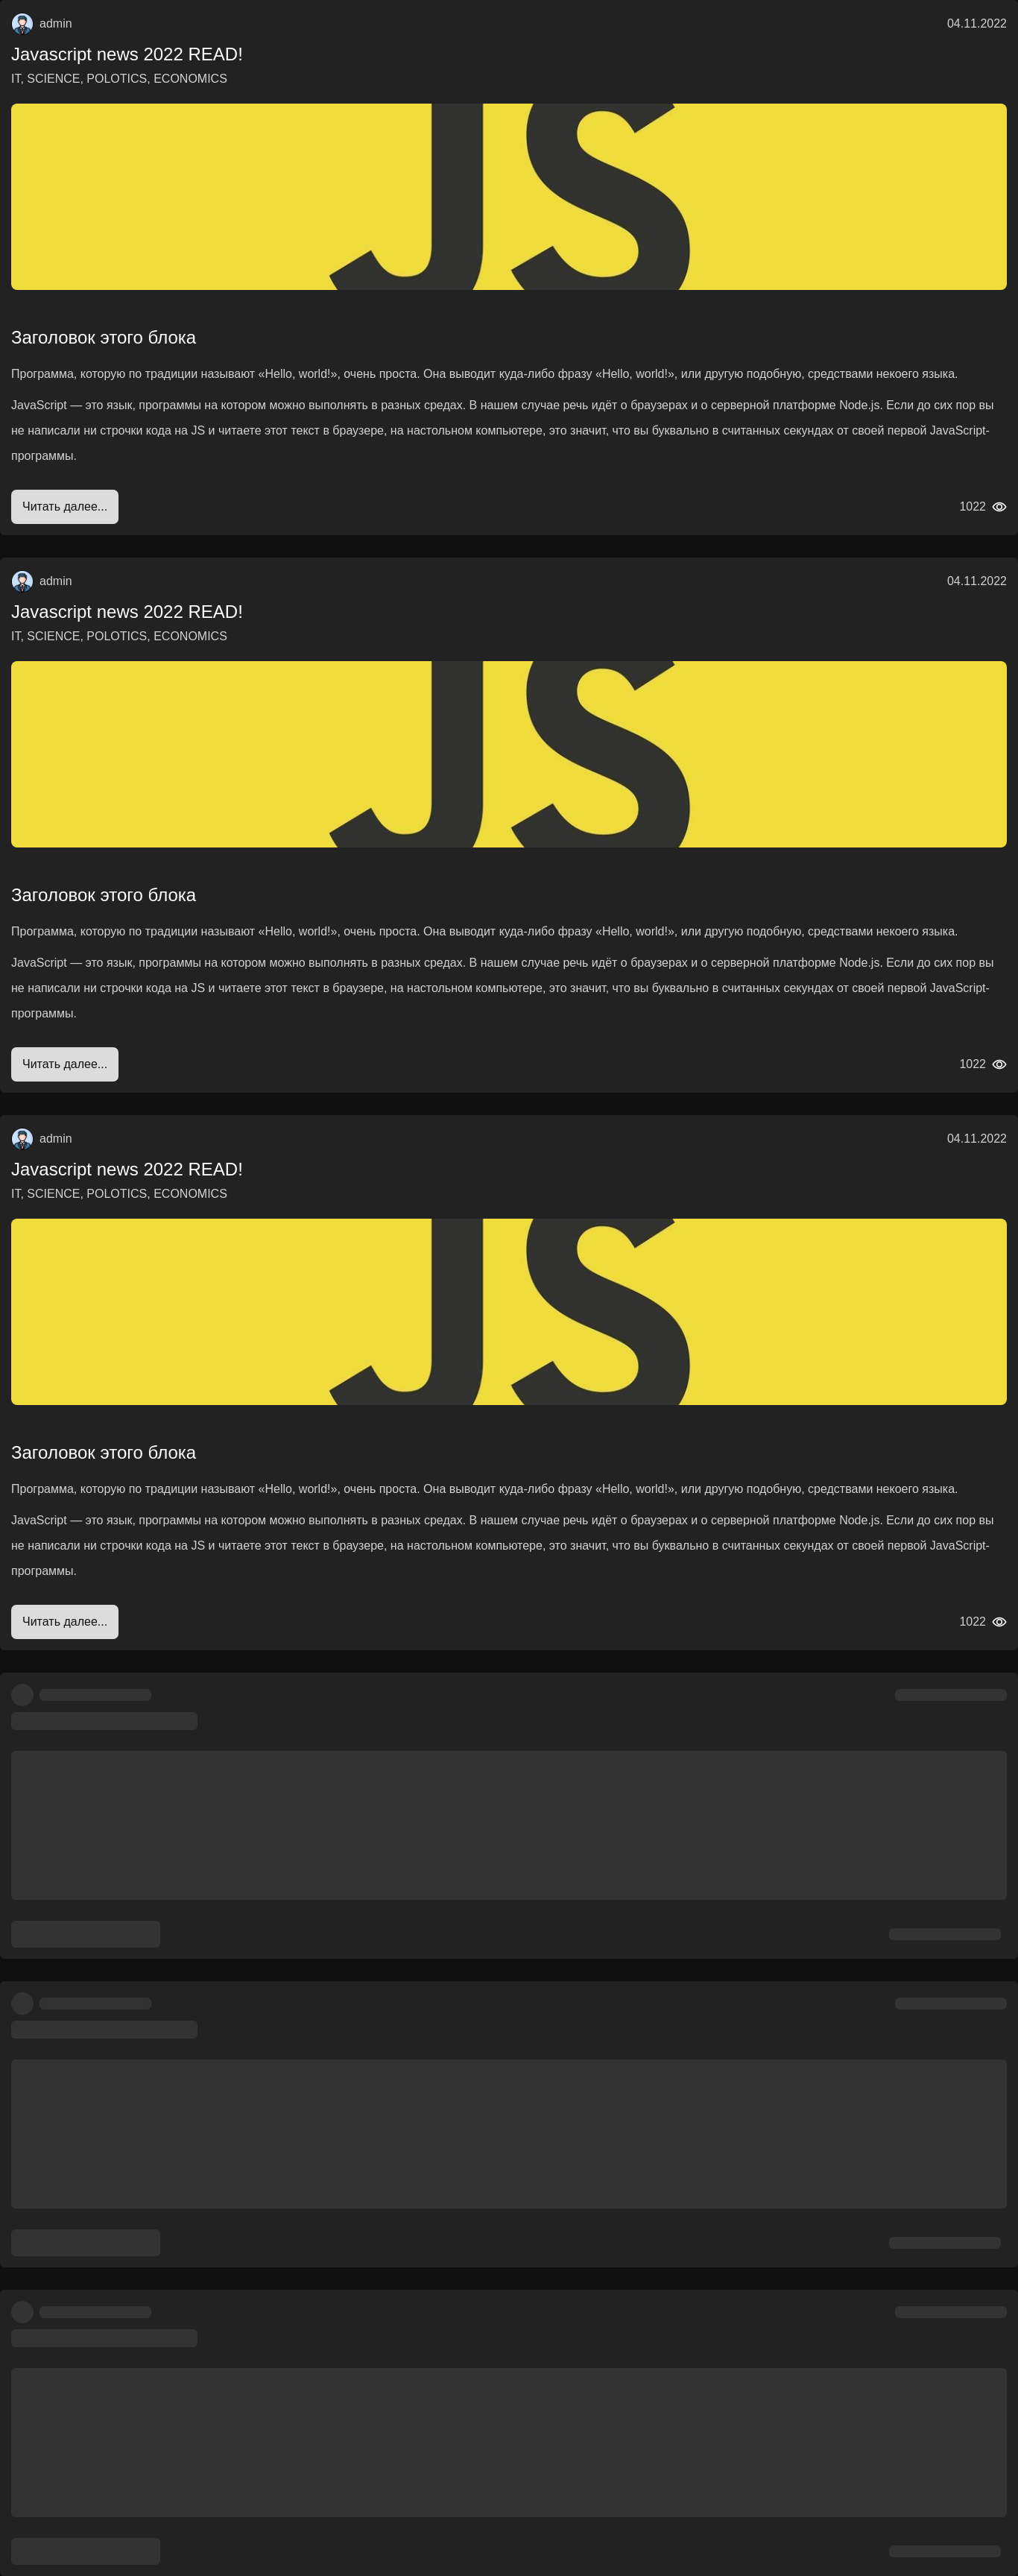 admin
04.11.2022
Javascript news 2022 READ!
IT, SCIENCE, POLOTICS, ECONOMICS
JS
Заголовок этого блока
Программа, которую по традиции называют «Hello, world!», очень проста. Она выводит куда-либо фразу «Hello, world!», или другую подобную, средствами некоего языка.
JavaScript — это язык, программы на котором можно выполнять в разных средах. В нашем случае речь идёт о браузерах и о серверной платформе Node.js. Если до сих пор вы
не написали ни строчки кода на JS и читаете этот текст в браузере, на настольном компьютере, это значит, что вы буквально в считанных секундах от своей первой JavaScript-
программы.
Читать далее...
1022
admin
04.11.2022
Javascript news 2022 READ!
IT, SCIENCE, POLOTICS, ECONOMICS
JS
Заголовок этого блока
Программа, которую по традиции называют «Hello, world!», очень проста. Она выводит куда-либо фразу «Hello, world!», или другую подобную, средствами некоего языка.
JavaScript — это язык, программы на котором можно выполнять в разных средах. В нашем случае речь идёт о браузерах и о серверной платформе Node.js. Если до сих пор вы
не написали ни строчки кода на JS и читаете этот текст в браузере, на настольном компьютере, это значит, что вы буквально в считанных секундах от своей первой JavaScript-
программы.
Читать далее...
1022
admin
04.11.2022
Javascript news 2022 READ!
IT, SCIENCE, POLOTICS, ECONOMICS
JS
Заголовок этого блока
Программа, которую по традиции называют «Hello, world!», очень проста. Она выводит куда-либо фразу «Hello, world!», или другую подобную, средствами некоего языка.
JavaScript — это язык, программы на котором можно выполнять в разных средах. В нашем случае речь идёт о браузерах и о серверной платформе Node.js. Если до сих пор вы
не написали ни строчки кода на JS и читаете этот текст в браузере, на настольном компьютере, это значит, что вы буквально в считанных секундах от своей первой JavaScript-
программы.
Читать далее...
1022